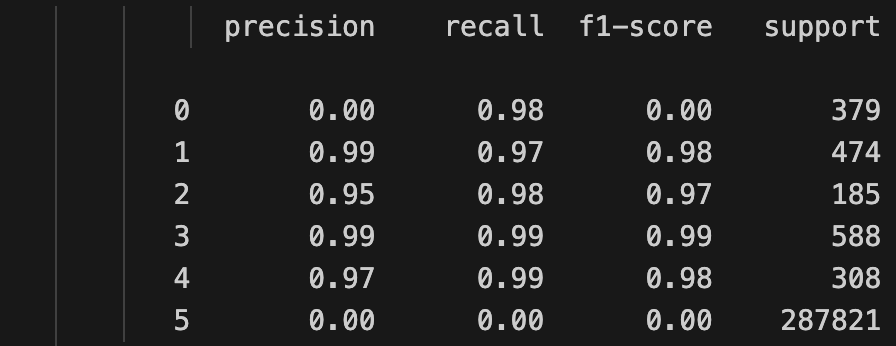 precision recall f1-score support
0 0.00 0.98 0.00 379
1 0.99 0.97 0.98 474
2 0.95 0.98 0.97 185
3 0.99 0.99 0.99 588
4 0.97 0.99 0.98 308
5 0.00 0.00 0.00 287821